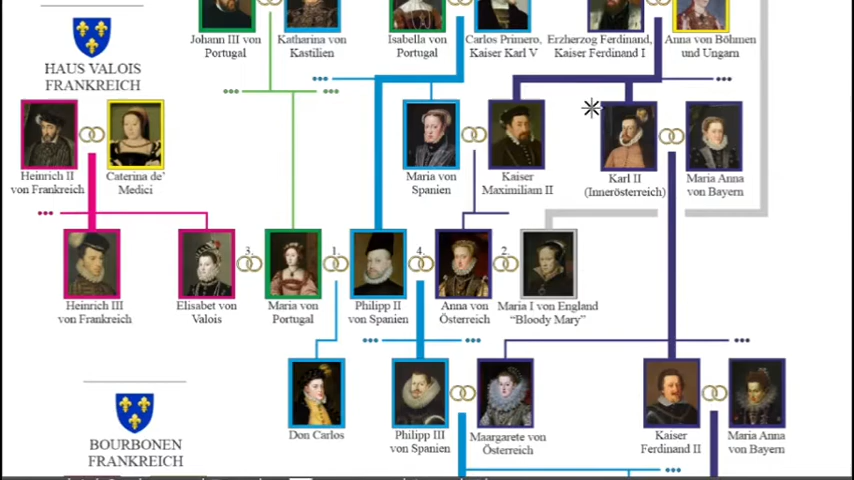 Johann III von
Portugal
Katharina von
Kastilien
Isabella von
Portugal
Carlos Primero,
Kaiser Karl V
Erzherzog Ferdinand,
Kaiser Ferdinand I
Anna von Böhmen
und Ungarn
HAUS VALOIS
FRANKREICH
Heinrich II
von Frankreich
Caterina de'
Medici
Maria von
Spanien
Kaiser
Maximiliam II
Karl II
(Innerösterreich)
Maria Anna
von Bayern
3.
1.
4.
2.
Heinrich III
von Frankreich
Elisabet von
Valois
Maria von
Portugal
Philipp II
von Spanien
Anna von
Österreich
Maria I von England
“Bloody Mary”
BOURBONEN
FRANKREICH
Don Carlos
Philipp III
von Spanien
Maargarete von
Österreich
Kaiser
Ferdinand II
Maria Anna
von Bayern